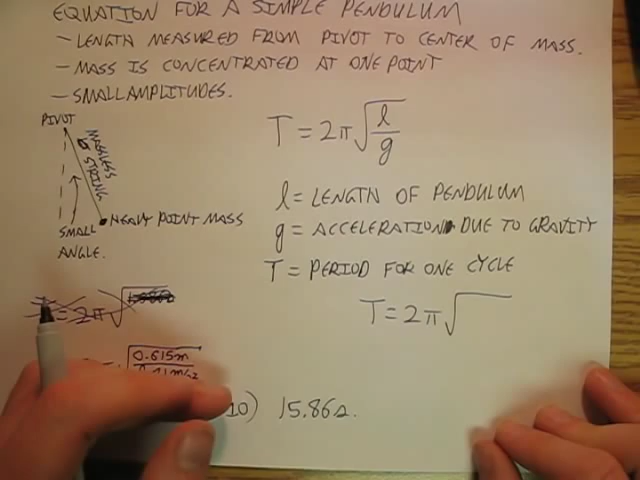 EQUATION FOR A SIMPLE PENDULUM
- LENGTH MEASURED FROM PIVOT TO CENTER OF MASS.
- MASS IS CONCENTRATED AT ONE POINT
- SMALL AMPLITUDES.
PIVOT
MASSLESS STRING
HEAVY POINT MASS
SMALL
ANGLE.
T = 2π√(l/g)
l = LENGTH OF PENDULUM
g = ACCELERATION DUE TO GRAVITY
T = PERIOD FOR ONE CYCLE
T = 2π√
= 2π√
= √ 0.615m
10) 15.86s.